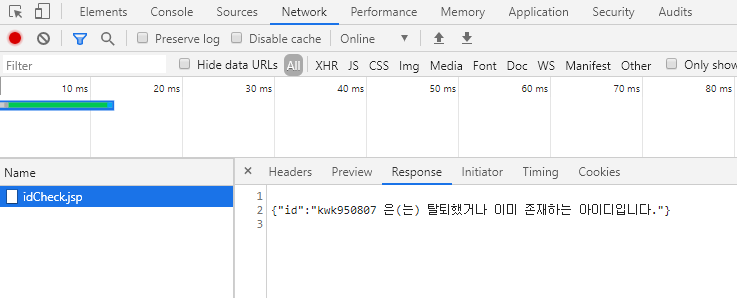 Elements Console Sources Network Performance Memory Application Security Audits
Preserve log Disable cache Online
Filter Hide data URLs All XHR JS CSS Img Media Font Doc WS Manifest Other Only show
10 ms 20 ms 30 ms 40 ms 50 ms 60 ms 70 ms 80 ms
Name × Headers Preview Response Initiator Timing Cookies
idCheck.jsp
1
2 {"id":"kwk950807 은(는) 탈퇴했거나 이미 존재하는 아이디입니다."}
3